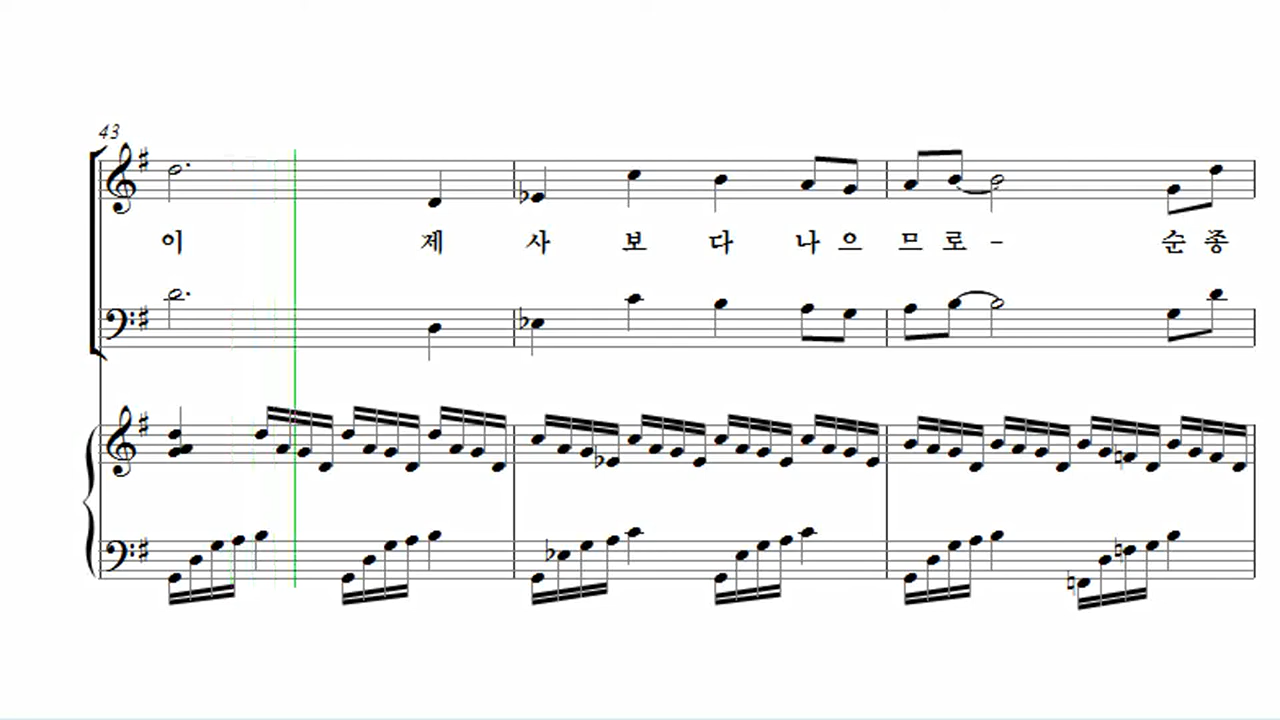 43
이 제 사 보 다 나 으 므 로 - 순 종